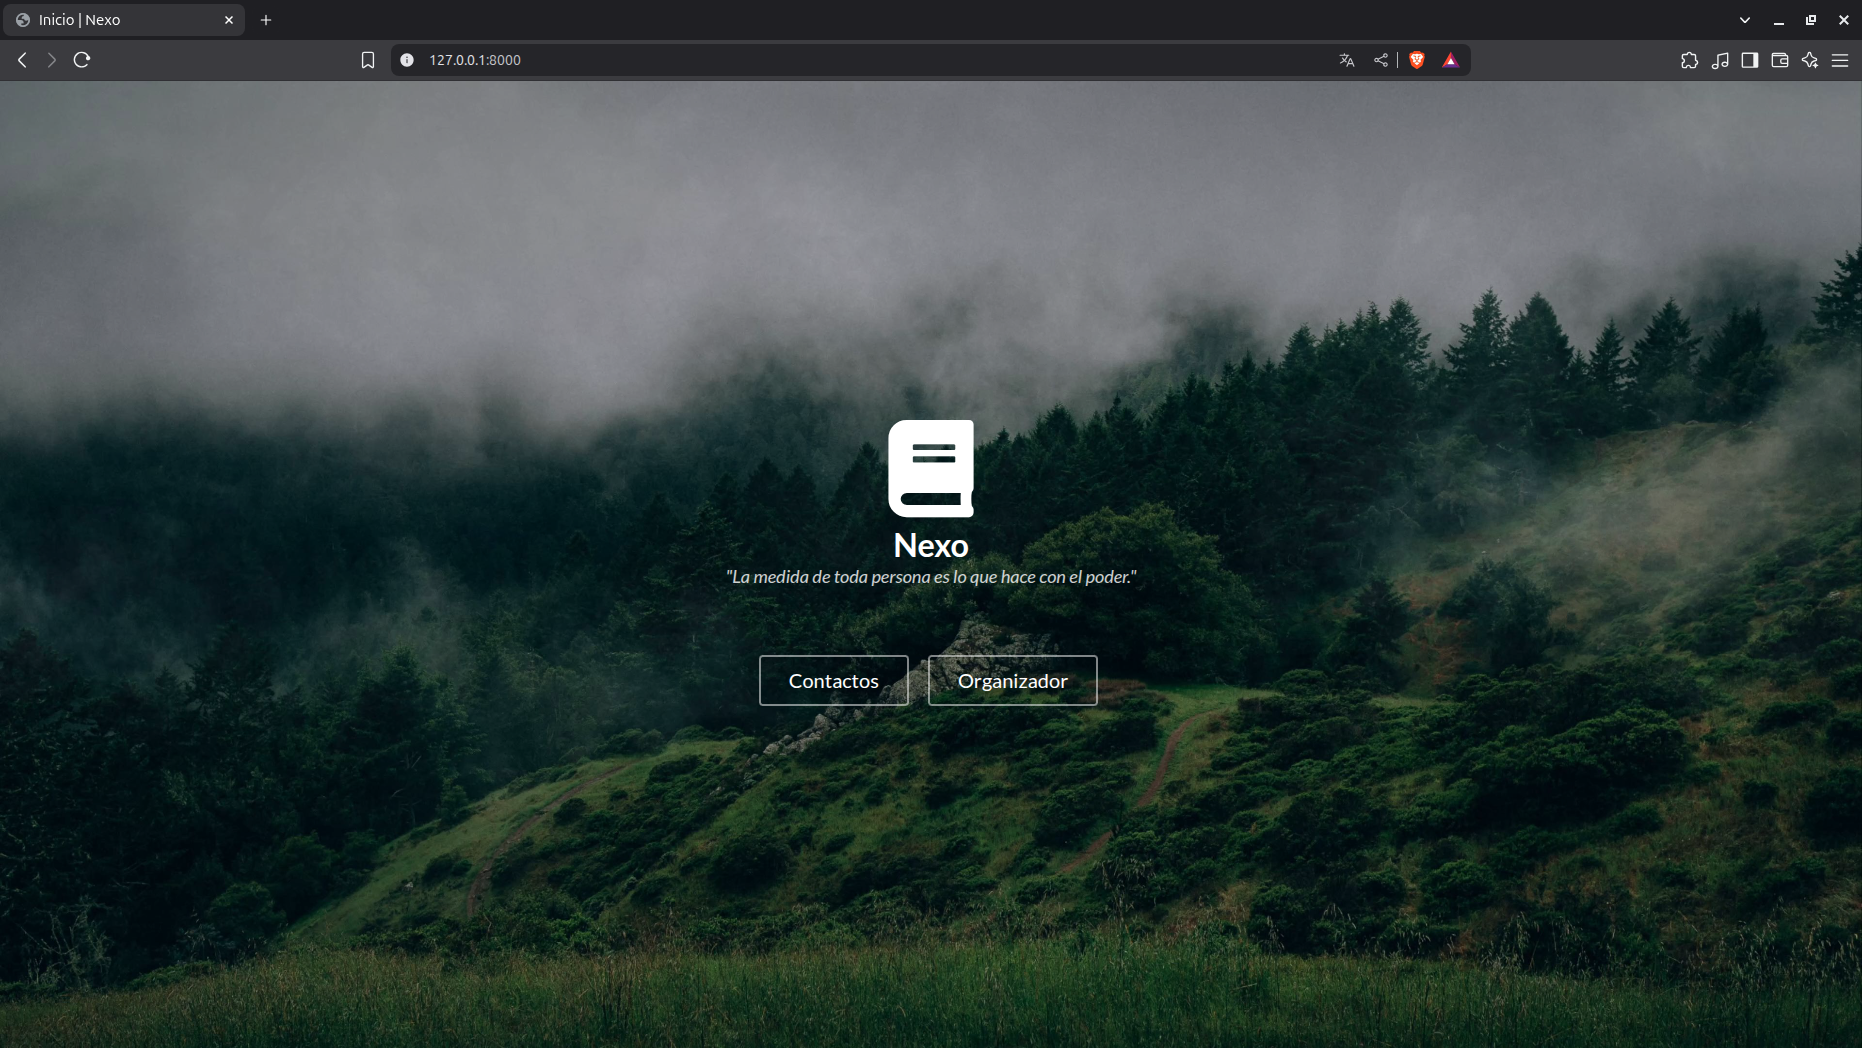 Inicio | Nexo
127.0.0.1:8000
Nexo
"La medida de toda persona es lo que hace con el poder."
Contactos
Organizador